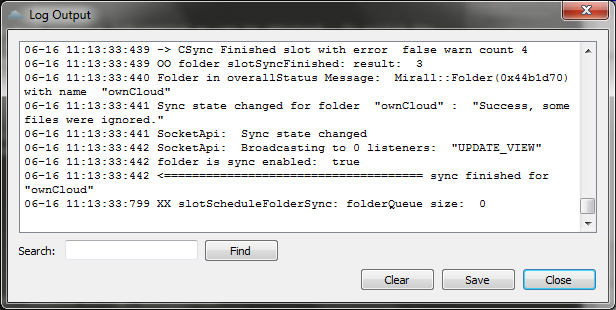 Log Output
06-16 11:13:33:439 -> CSync Finished slot with error  false warn count 4
06-16 11:13:33:439 OO folder slotSyncFinished: result:  3
06-16 11:13:33:440 Folder in overallStatus Message:  Mirall::Folder(0x44b1d70)
with name  "ownCloud"
06-16 11:13:33:441 Sync state changed for folder  "ownCloud" :  "Success, some
files were ignored."
06-16 11:13:33:441 SocketApi:  Sync state changed
06-16 11:13:33:442 SocketApi:  Broadcasting to 0 listeners:  "UPDATE_VIEW"
06-16 11:13:33:442 folder is sync enabled:  true
06-16 11:13:33:442 <===================================== sync finished for
"ownCloud"
06-16 11:13:33:799 XX slotScheduleFolderSync: folderQueue size:  0
Search:
Find
Clear
Save
Close